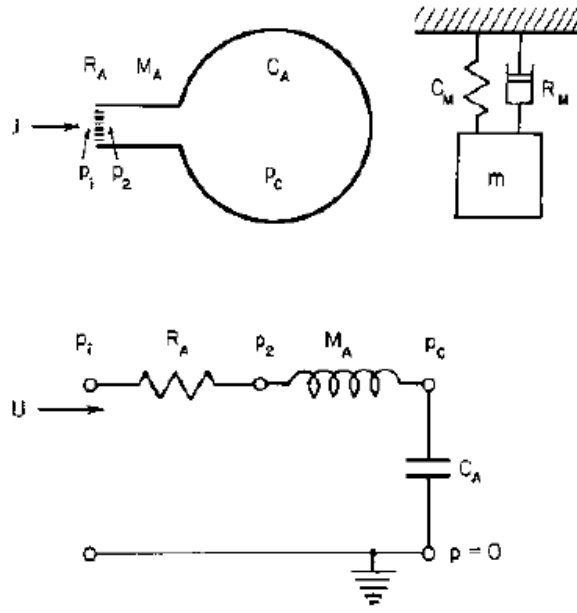 R_A M_A C_A
C_M R_M
p_i p_2 p_c
m
p_i R_A p_2 M_A p_c
U
C_A
p = 0